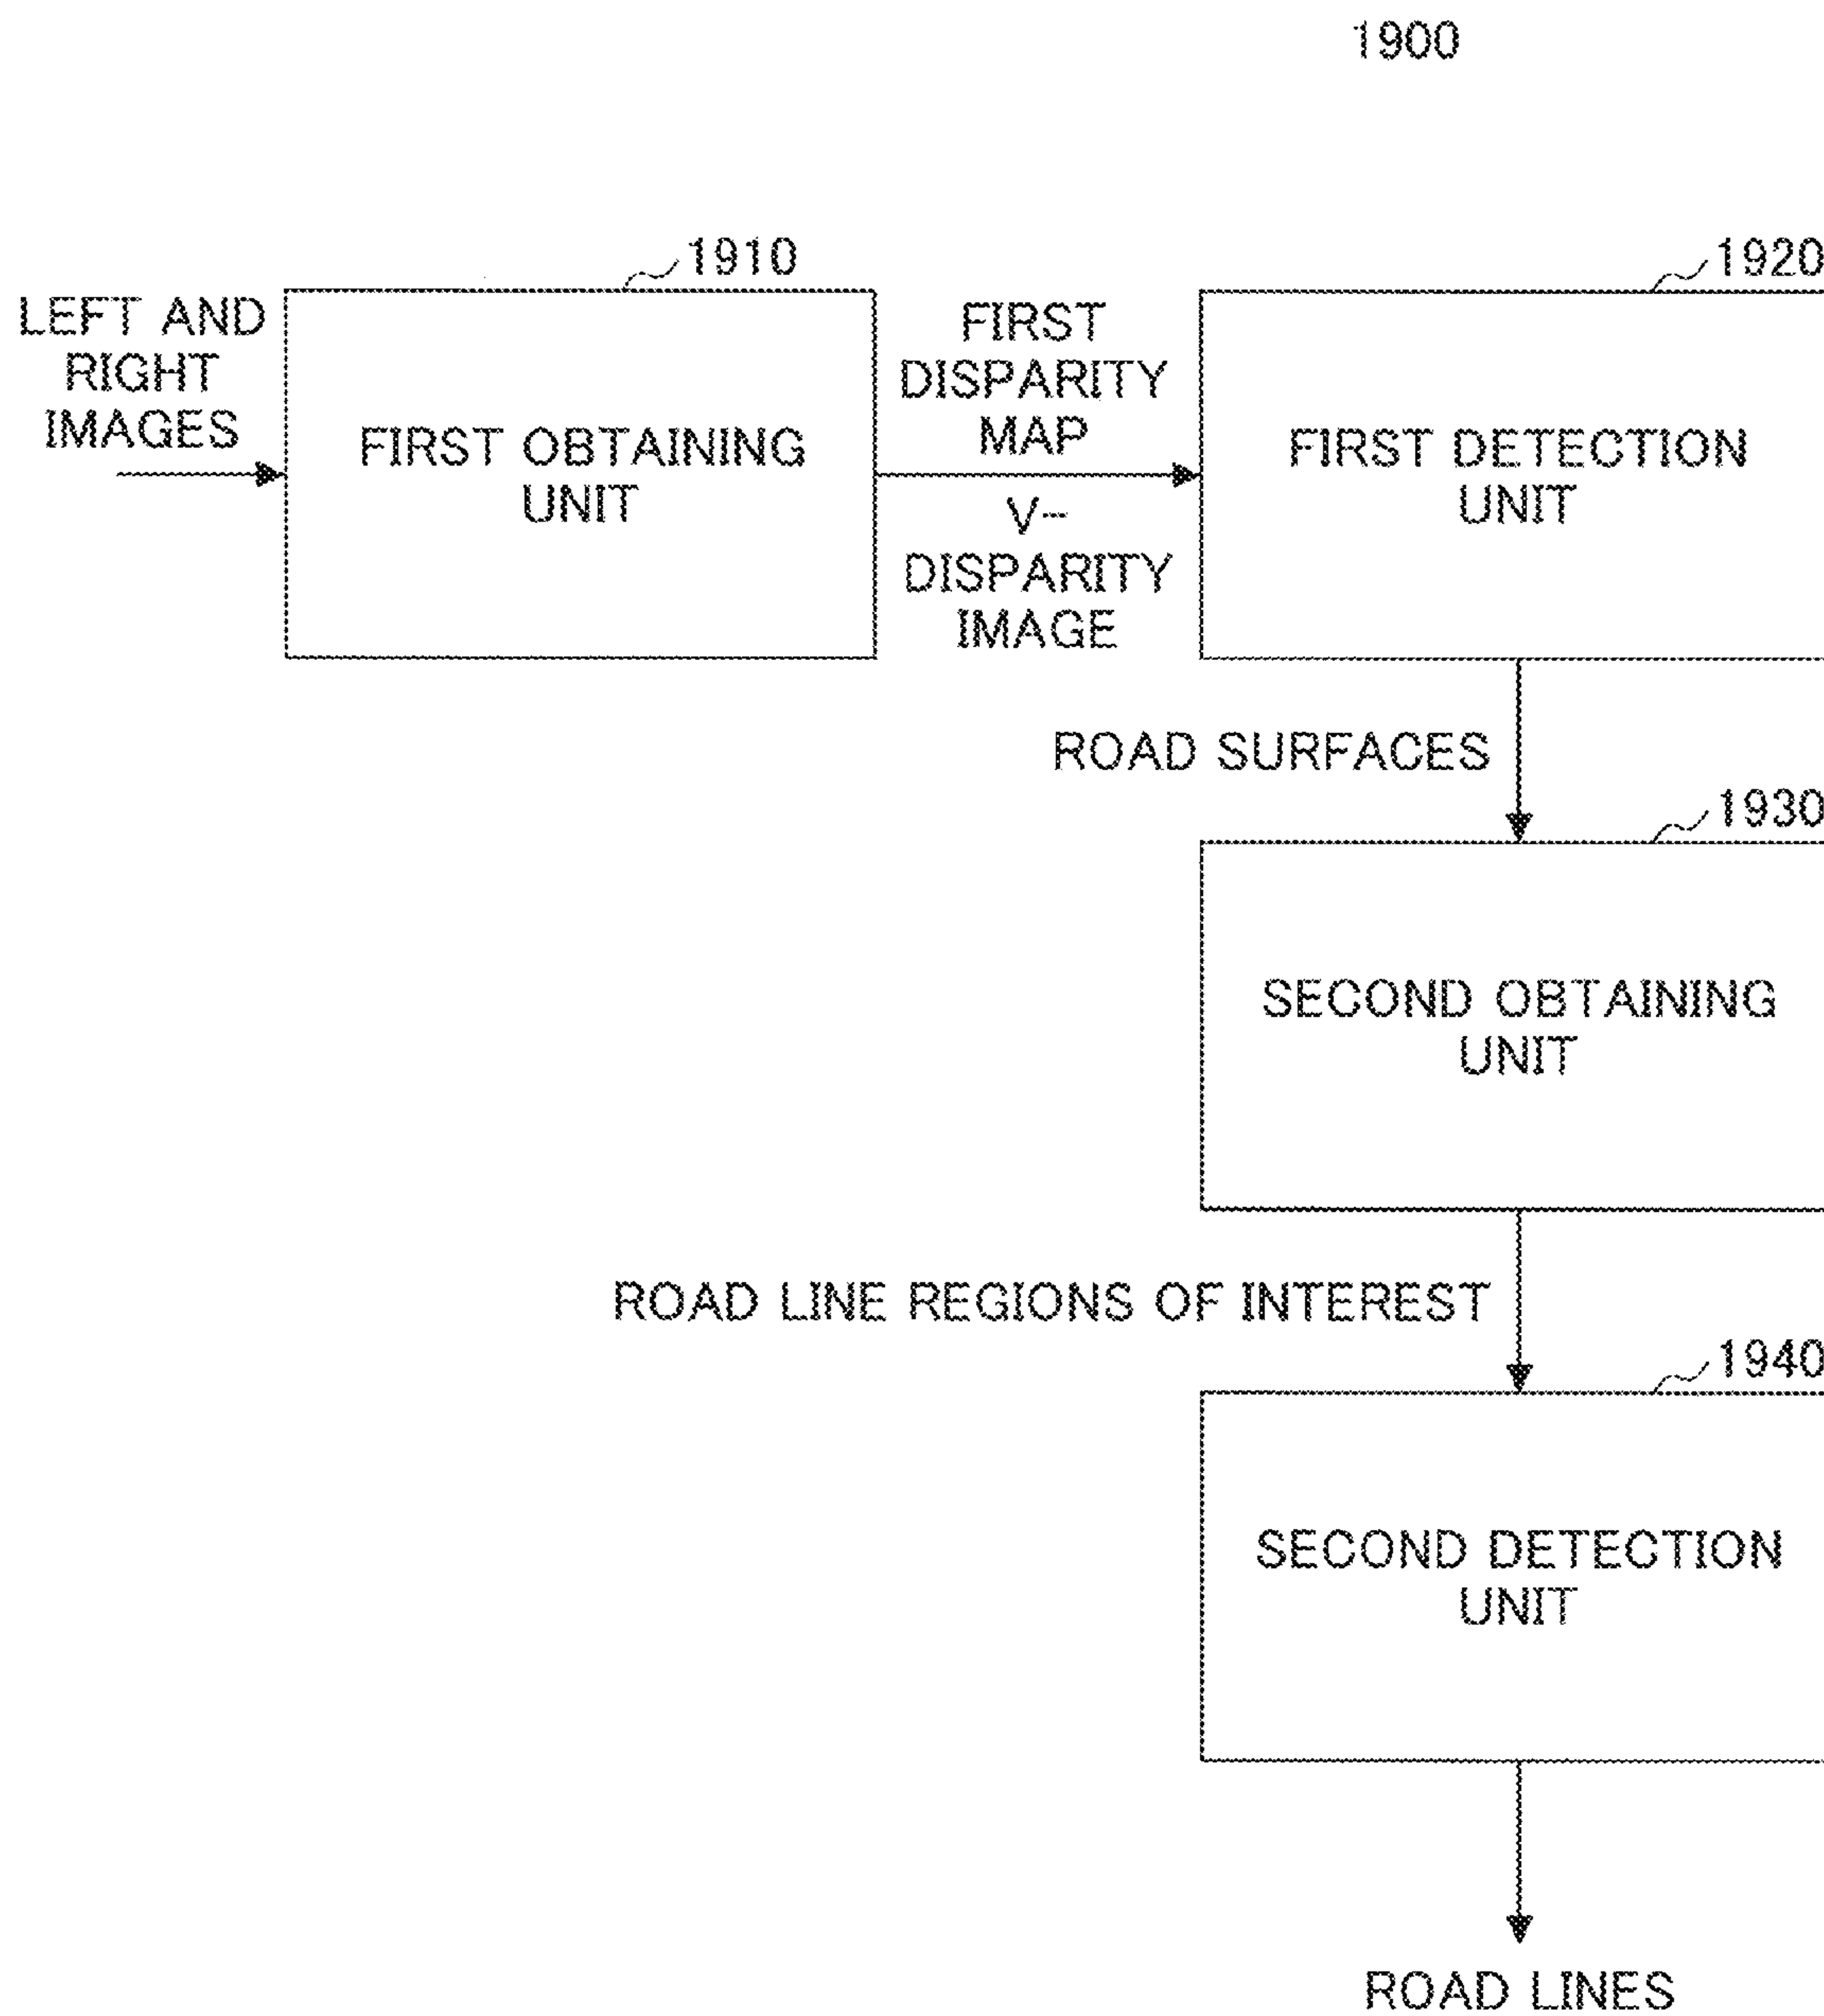 1900
1910
1920
LEFT AND
RIGHT
IMAGES
FIRST OBTAINING
UNIT
FIRST
DISPARITY
MAP
V-
DISPARITY
IMAGE
FIRST DETECTION
UNIT
ROAD SURFACES
1930
SECOND OBTAINING
UNIT
ROAD LINE REGIONS OF INTEREST
1940
SECOND DETECTION
UNIT
ROAD LINES